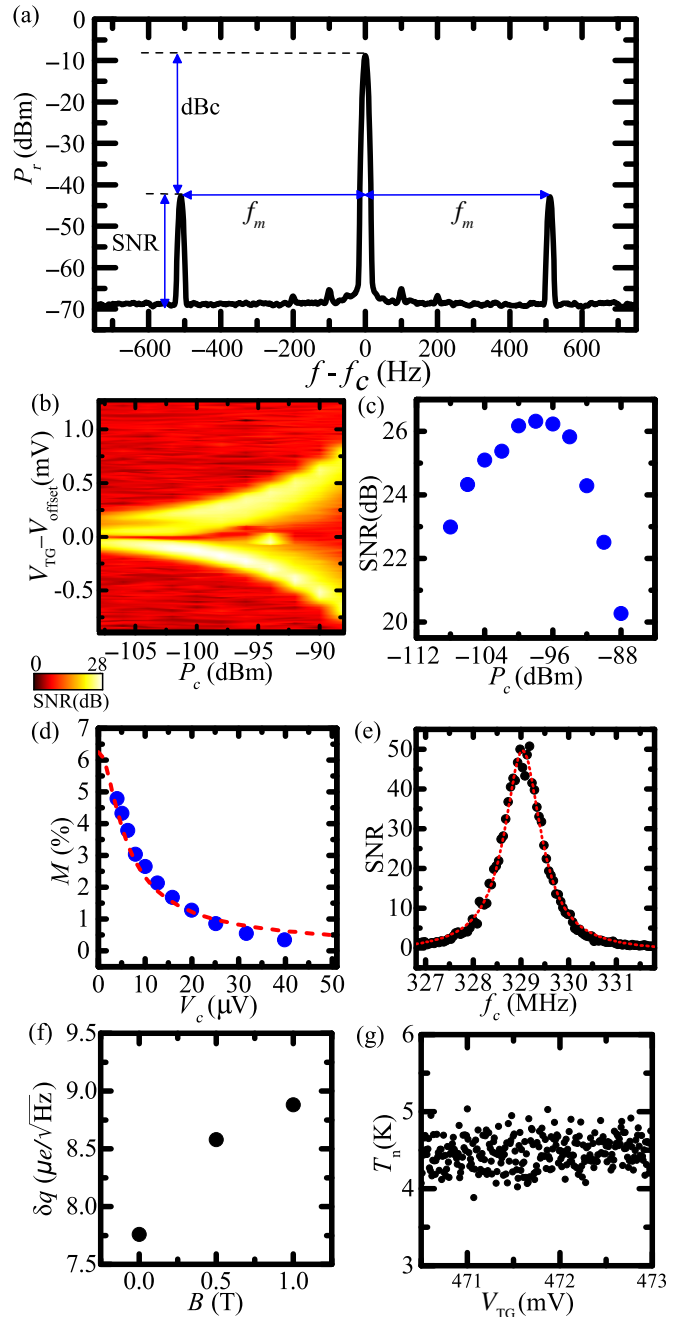 (a)
0
−10
−20
−30
−40
−50
−60
−70
P_r (dBm)
dBc
SNR
f_m
f_m
−600 −400 −200 0 200 400 600
f - f_c (Hz)
(b)
1.0
0.5
0.0
-0.5
V_TG − V_offset (mV)
−105 −100 −95 −90
P_c (dBm)
0 28
SNR(dB)
(c)
26
24
22
20
SNR(dB)
−112 −104 −96 −88
P_c (dBm)
(d)
7
6
5
4
3
2
1
0
M (%)
0 10 20 30 40 50
V_c (μV)
(e)
50
40
30
20
10
0
SNR
327 328 329 330 331
f_c (MHz)
(f)
9.5
9.0
8.5
8.0
7.5
δq (μe/√Hz)
0.0 0.5 1.0
B (T)
(g)
6
5
4
3
T_n(K)
471 472 473
V_TG (mV)